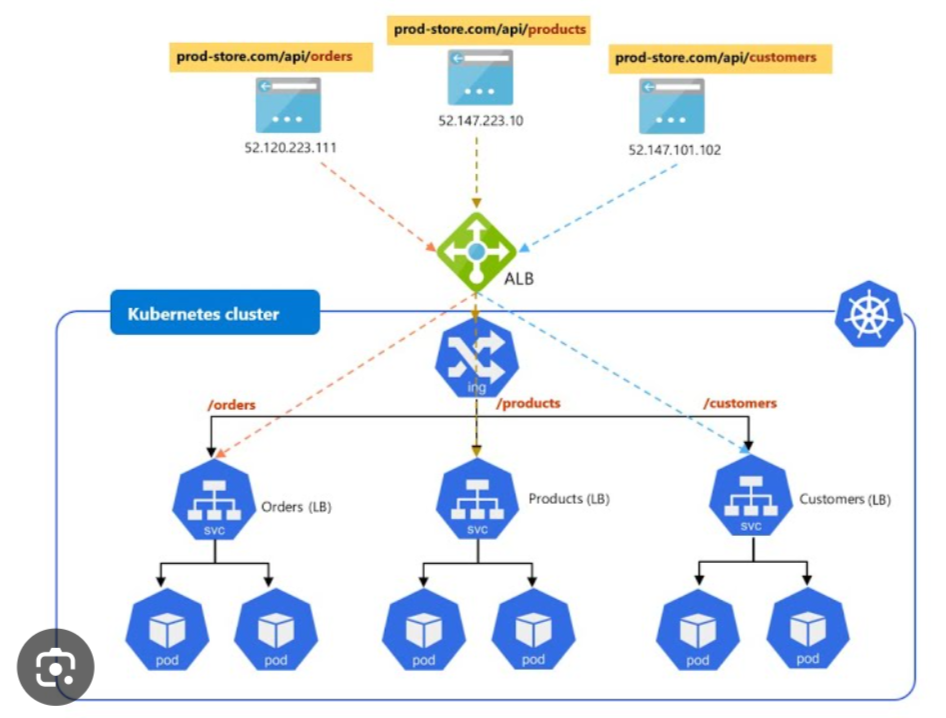 prod-store.com/api/products
prod-store.com/api/orders
prod-store.com/api/customers
52.147.223.10
52.120.223.111
52.147.101.102
ALB
Kubernetes cluster
ing
/orders
/products
/customers
Orders (LB)
Products (LB)
Customers (LB)
svc
svc
svc
pod
pod
pod
pod
pod
pod